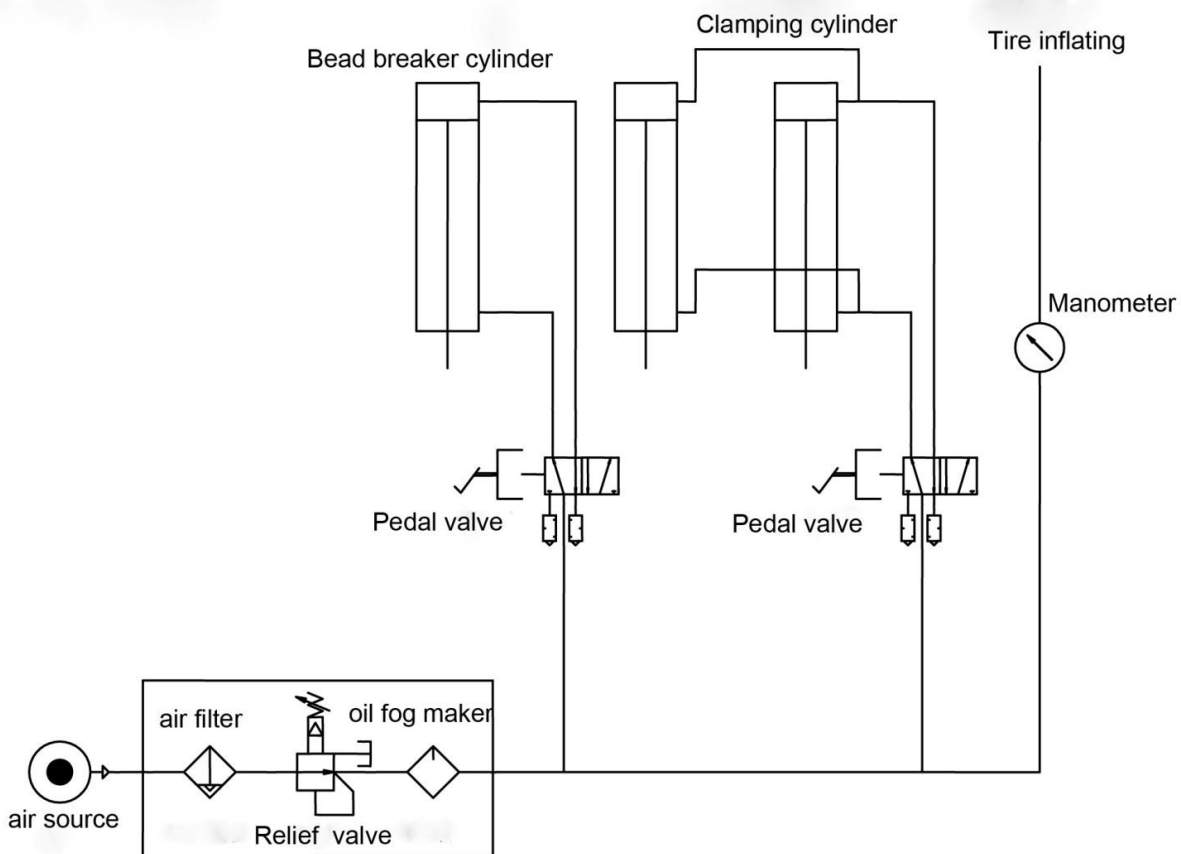 Clamping cylinder
Tire inflating
Bead breaker cylinder
Manometer
Pedal valve
Pedal valve
air filter
oil fog maker
air source
Relief valve